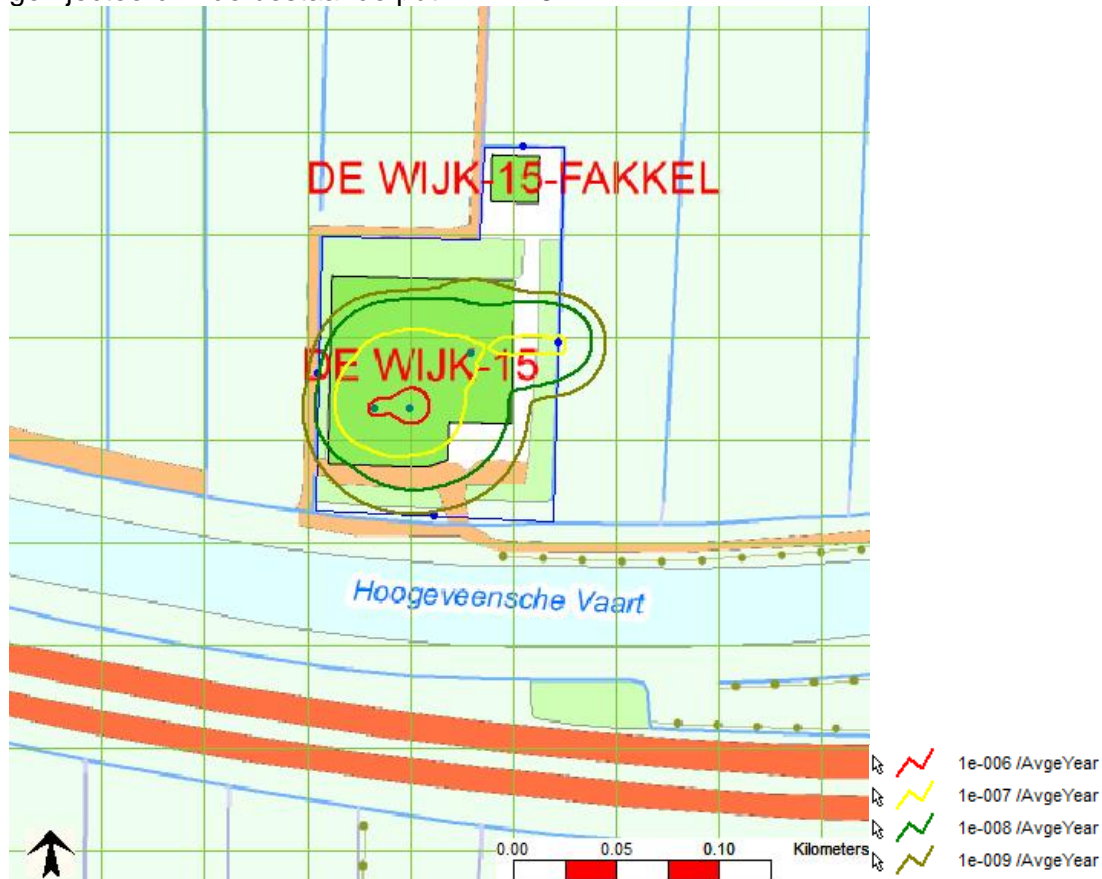 DE WIJK-15-FAKKEL
DE WIJK-15
Hoogeveensche Vaart
0.00 0.05 0.10 Kilometers
1e-006 /AvgeYear
1e-007 /AvgeYear
1e-008 /AvgeYear
1e-009 /AvgeYear